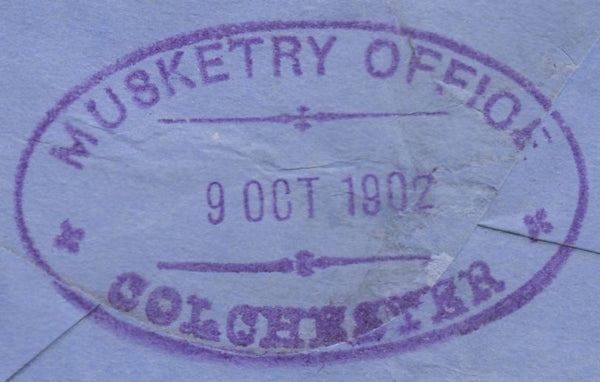 MUSKETRY OFFICE
9 OCT 1902
COLCHESTER